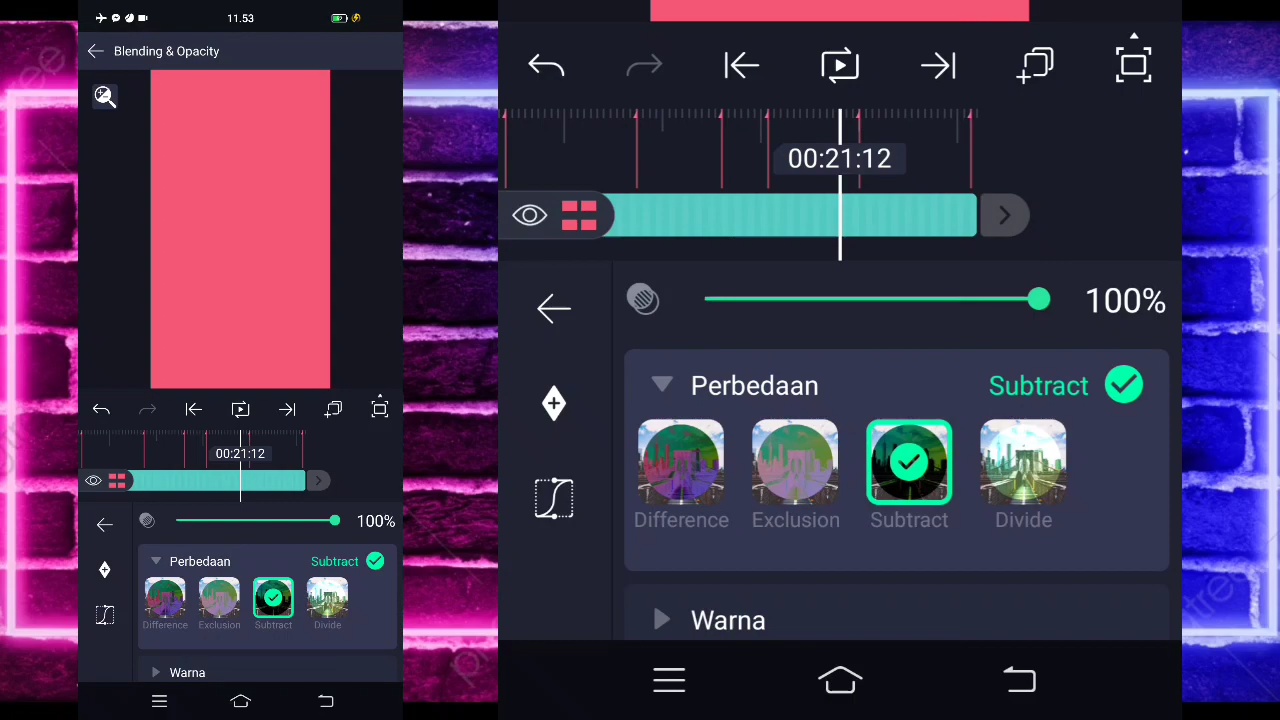 11.53
Blending & Opacity
00:21:12
100%
Perbedaan
Subtract
Difference
Exclusion
Subtract
Divide
Warna
00:21:12
100%
Perbedaan
Subtract
Difference
Exclusion
Subtract
Divide
Warna